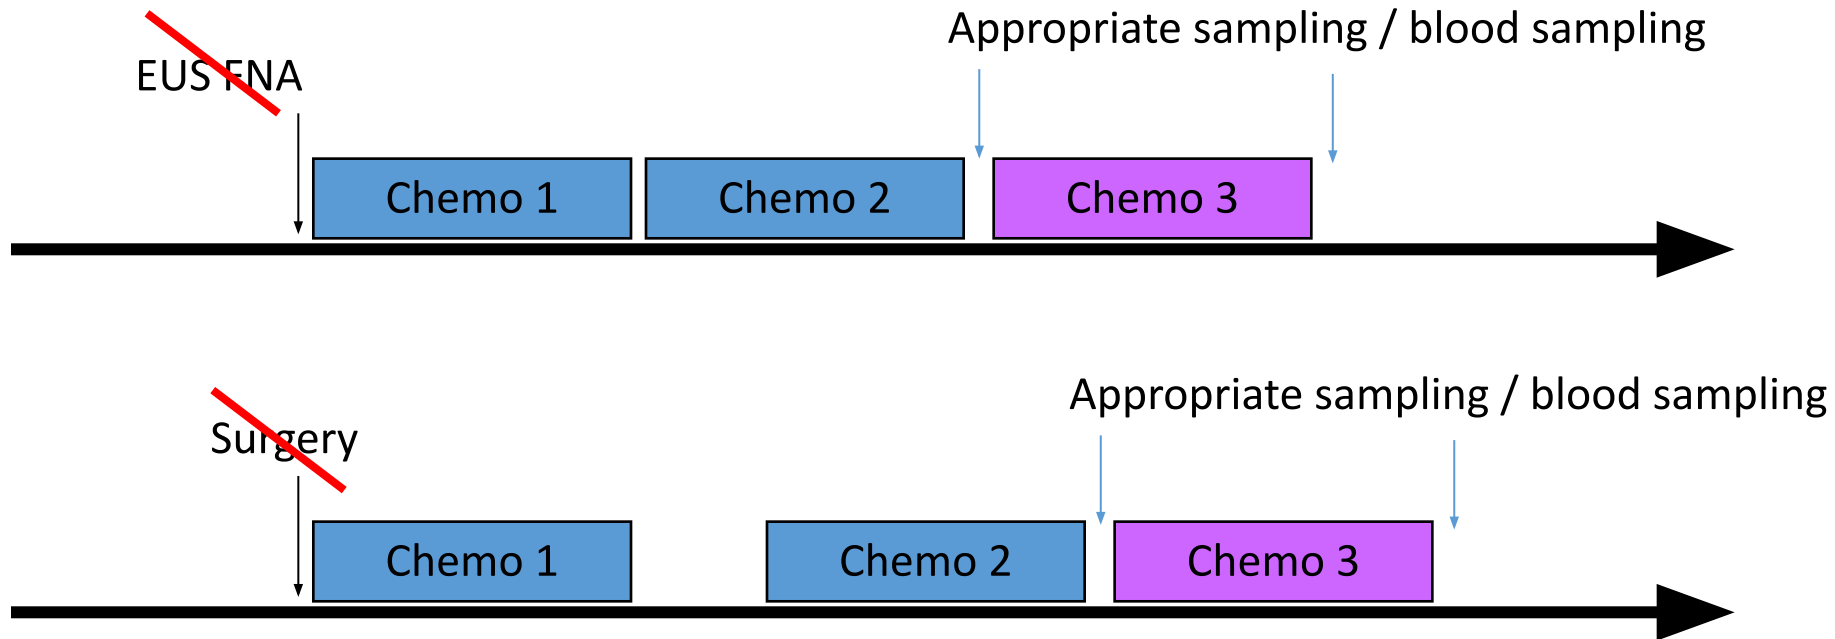 Appropriate sampling / blood sampling
EUS FNA
Chemo 1
Chemo 2
Chemo 3
Appropriate sampling / blood sampling
Surgery
Chemo 1
Chemo 2
Chemo 3